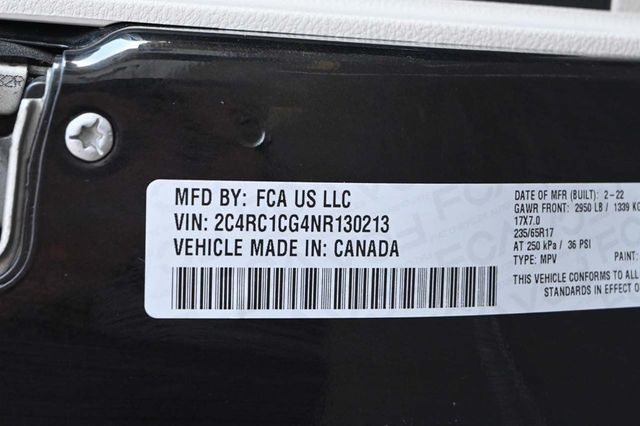 MFD BY: FCA US LLC
VIN: 2C4RC1CG4NR130213
VEHICLE MADE IN: CANADA
DATE OF MFR (BUILT): 2-22
GAWR FRONT: 2950 LB / 1339 KG
17X7.0
235/65R17
AT 250 kPa / 36 PSI
TYPE: MPV PAINT:
THIS VEHICLE CONFORMS TO ALL
STANDARDS IN EFFECT O